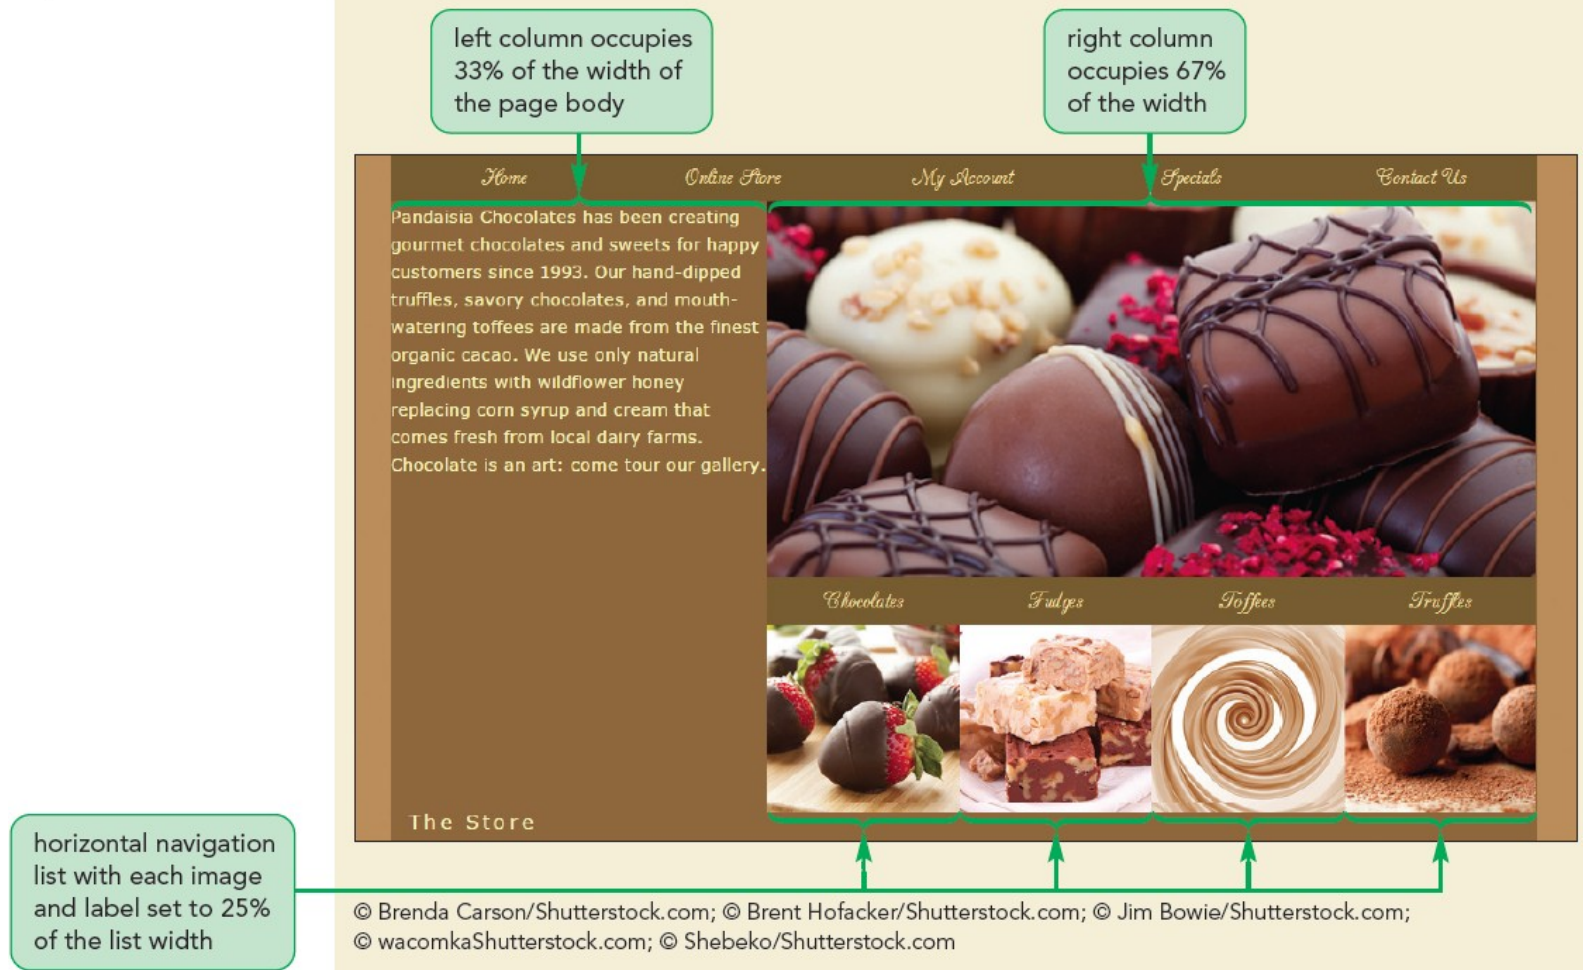 left column occupies
33% of the width of
the page body
right column
occupies 67%
of the width
Home
Online Store
My Account
Specials
Contact Us
Pandaisia Chocolates has been creating
gourmet chocolates and sweets for happy
customers since 1993. Our hand-dipped
truffles, savory chocolates, and mouth-
watering toffees are made from the finest
organic cacao. We use only natural
ingredients with wildflower honey
replacing corn syrup and cream that
comes fresh from local dairy farms.
Chocolate is an art: come tour our gallery.
Chocolates
Fudges
Toffees
Truffles
The Store
horizontal navigation
list with each image
and label set to 25%
of the list width
© Brenda Carson/Shutterstock.com; © Brent Hofacker/Shutterstock.com; © Jim Bowie/Shutterstock.com;
© wacomkaShutterstock.com; © Shebeko/Shutterstock.com